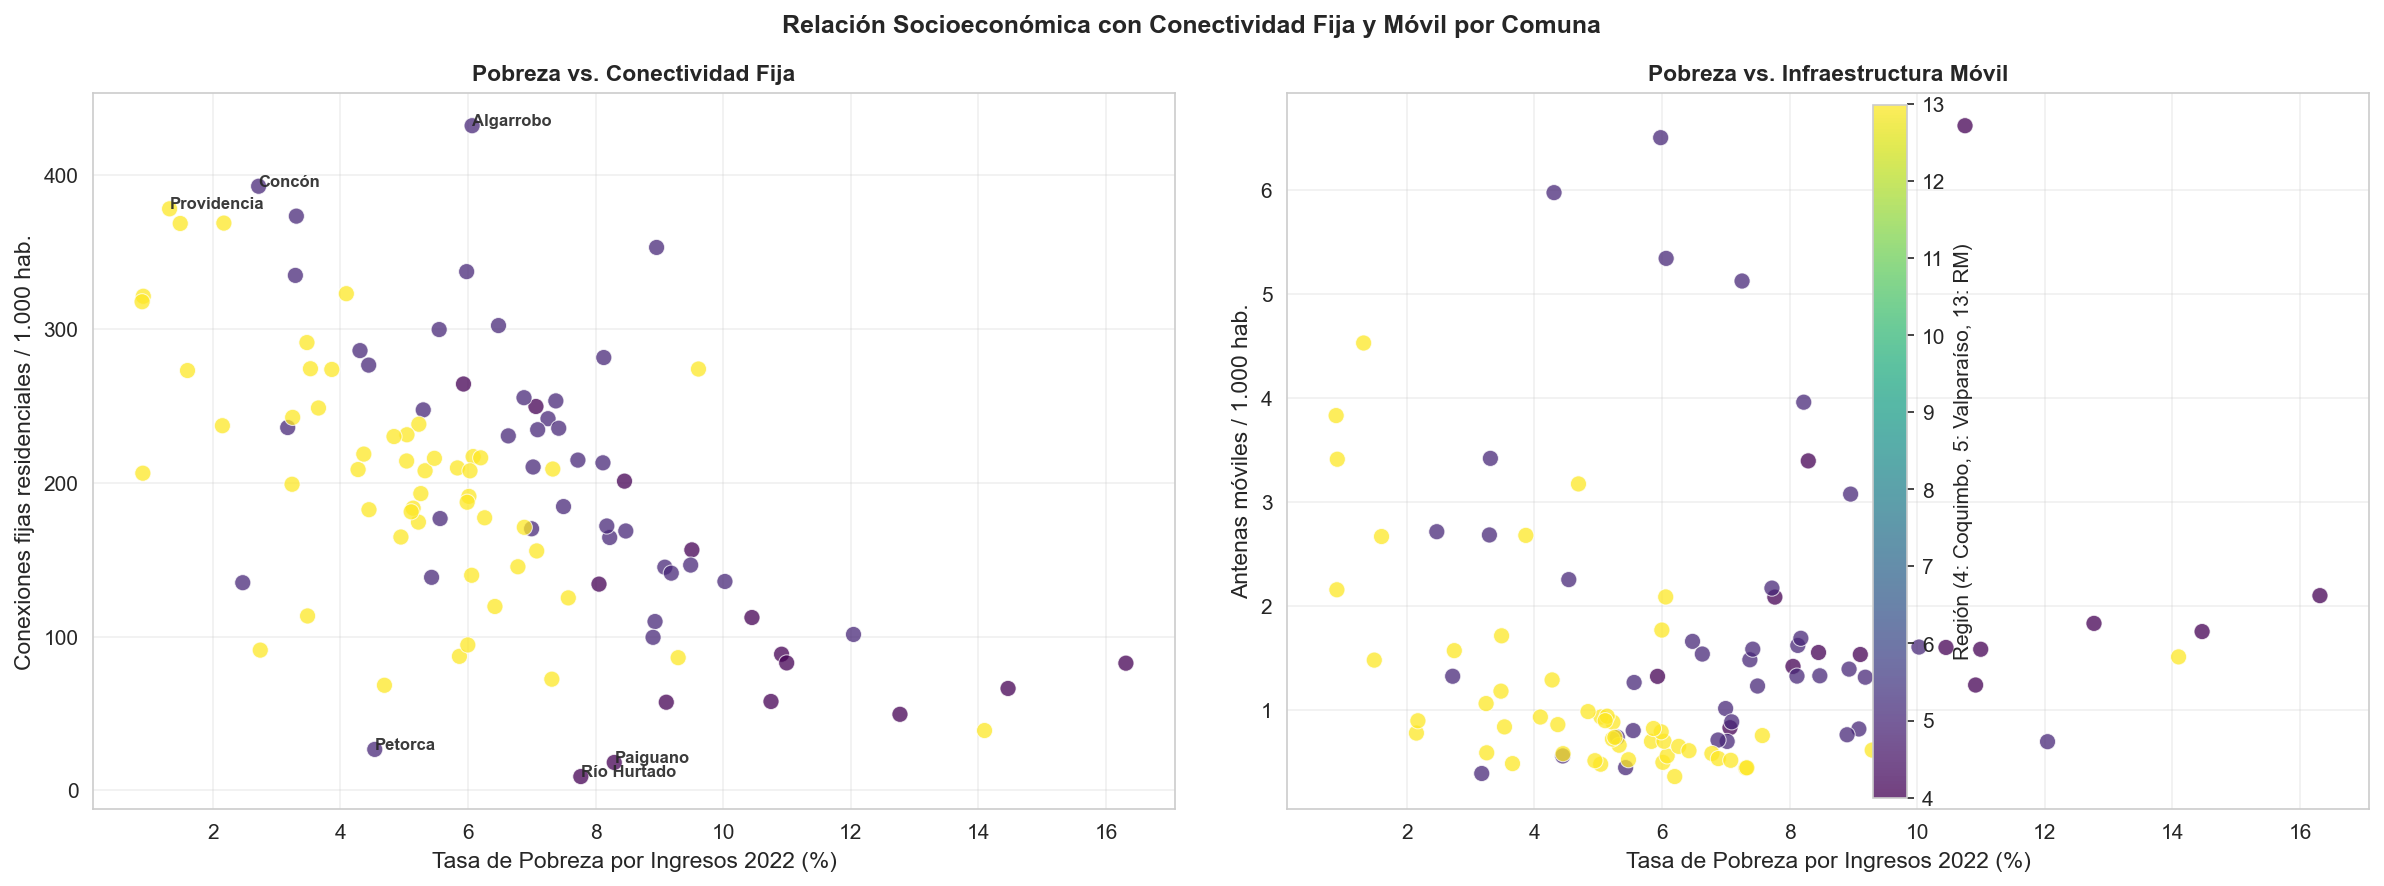 Relación Socioeconómica con Conectividad Fija y Móvil por Comuna
Pobreza vs. Conectividad Fija
Conexiones fijas residenciales / 1.000 hab.
400
300
200
100
0
Algarrobo
Concón
Providencia
Petorca
Paiguano
Río Hurtado
2 4 6 8 10 12 14 16
Tasa de Pobreza por Ingresos 2022 (%)
Pobreza vs. Infraestructura Móvil
Antenas móviles / 1.000 hab.
6
5
4
3
2
1
2 4 6 8 10 12 14 16
Tasa de Pobreza por Ingresos 2022 (%)
13
12
11
10
9
8
7
6
5
4
Región (4: Coquimbo, 5: Valparaíso, 13: RM)